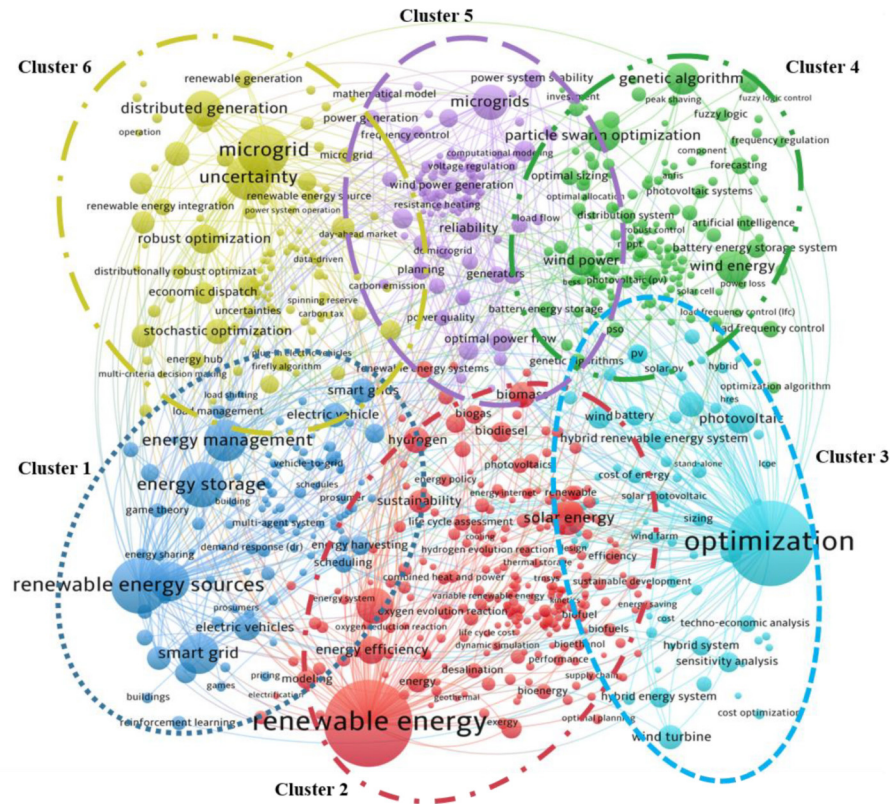 Cluster 5
Cluster 6
Cluster 4
renewable generation
mathematical model
power system stability
genetic algorithm
distributed generation
microgrids
investment
peak shaving
fuzzy logic control
power generation
fuzzy logic
operation
frequency control
particle swarm optimization
frequency regulation
microgrid
micro-grid
computational modeling
component
uncertainty
voltage regulation
forecasting
wind power generation
optimal sizing
anfis
photovoltaic systems
renewable energy source
resistance heating
optimal allocation
renewable energy integration
power system operation
load flow
distribution system
artificial intelligence
reliability
robust control
robust optimization
day-ahead market
dc microgrid
mppt
battery energy storage system
data-driven
wind power
wind energy
distributionally robust optimizat
planning
generators
bess
photovoltaic (pv)
power loss
economic dispatch
carbon emission
solar cell
spinning reserve
uncertainties
carbon tax
power quality
battery energy storage
load frequency control (lfc)
stochastic optimization
pso
load frequency control
optimal power flow
energy hub
plug-in electric vehicles
genetic algorithms
pv
firefly algorithm
renewable energy systems
solar pv
hybrid
multi-criteria decision making
load shifting
smart grids
biomass
optimization algorithm
hres
load management
electric vehicle
biogas
wind
battery
photovoltaic
energy management
hydrogen
biodiesel
hybrid renewable energy system
Cluster 1
vehicle-to-grid
photovoltaics
stand-alone
lcoe
Cluster 3
energy storage
schedules
energy policy
cost of energy
building
prosumer
sustainability
energy internet
renewable
solar photovoltaic
game theory
multi-agent system
life cycle assessment
solar energy
sizing
cooling
wind farm
optimization
energy sharing
demand response (dr)
energy harvesting
hydrogen evolution reaction
design
efficiency
scheduling
thermal storage
renewable energy sources
combined heat and power
trnsys
sustainable development
energy system
variable renewable energy
kinetics
energy saving
prosumers
oxygen evolution reaction
biofuel
cost
techno-economic analysis
electric vehicles
oxygen reduction reaction
life cycle cost
biofuels
smart grid
energy efficiency
dynamic simulation
bioethanol
hybrid system
performance
sensitivity analysis
pricing
modeling
desalination
supply chain
games
energy
bioenergy
buildings
electrification
geothermal
hybrid energy system
reinforcement learning
renewable energy
exergy
optimal planning
cost optimization
wind turbine
Cluster 2